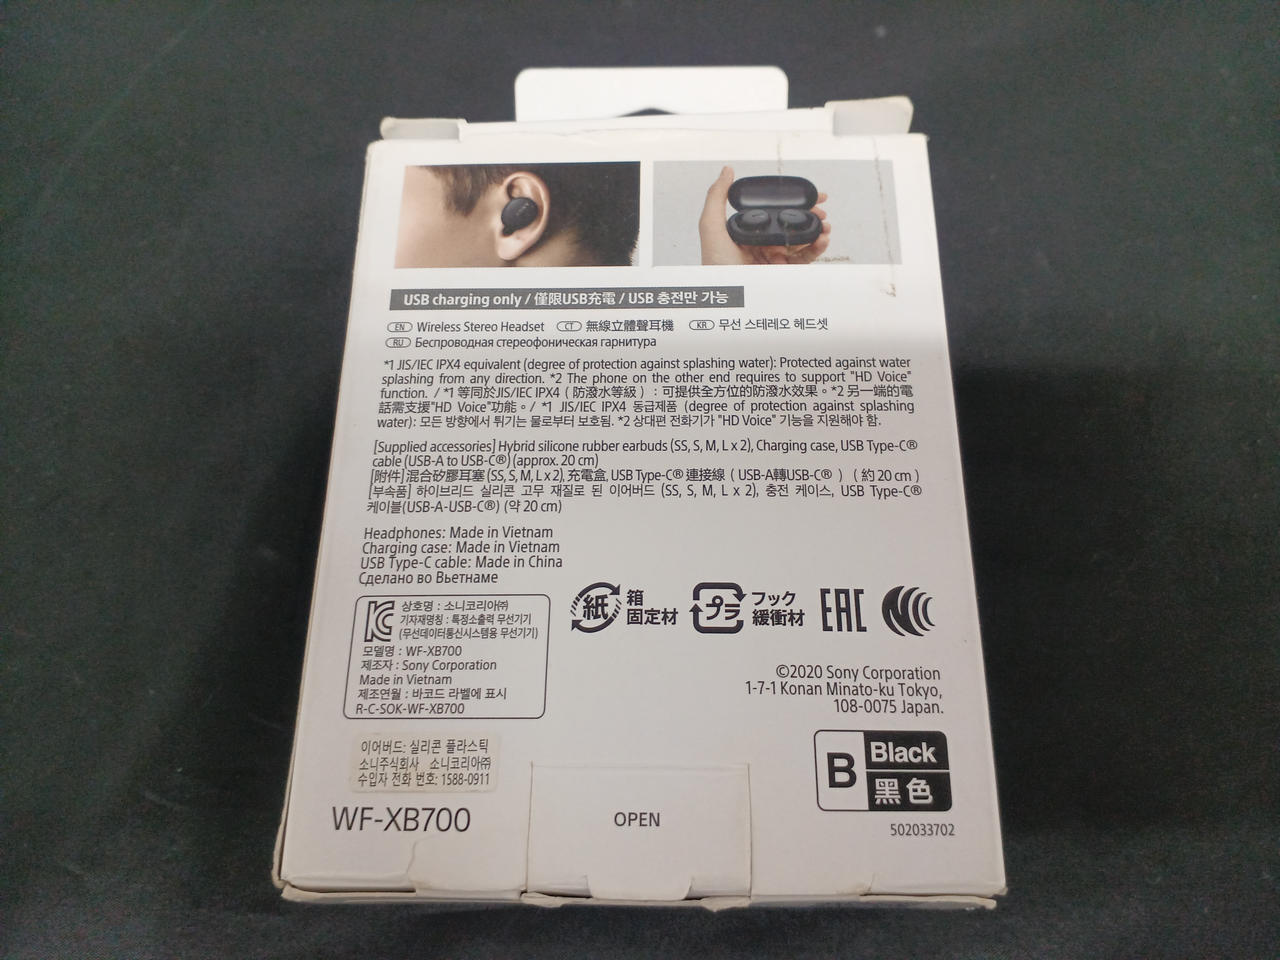 USB charging only / 僅限USB充電 / USB 충전만 가능
EN Wireless Stereo Headset CT 無線立體聲耳機 KR 무선 스테레오 헤드셋
RU Беспроводная стереофоническая гарнитура
*1 JIS/IEC IPX4 equivalent (degree of protection against splashing water): Protected against water
splashing from any direction. *2 The phone on the other end requires to support "HD Voice"
function. / *1 等同於JIS/IEC IPX4 (防潑水等級):可提供全方位的防潑水效果。*2 另一端的電
話需支援"HD Voice"功能。/ *1 JIS/IEC IPX4 동급제품 (degree of protection against splashing
water): 모든 방향에서 튀기는 물로부터 보호됨. *2 상대편 전화기가 "HD Voice" 기능을 지원해야 함.
[Supplied accessories] Hybrid silicone rubber earbuds (SS, S, M, L x 2), Charging case, USB Type-C®
cable (USB-A to USB-C®) (approx. 20 cm)
[附件] 混合矽膠耳塞 (SS, S, M, L x 2), 充電盒, USB Type-C® 連接線 (USB-A轉USB-C®) (約 20 cm)
[부속품] 하이브리드 실리콘 고무 재질로 된 이어버드 (SS, S, M, L x 2), 충전 케이스, USB Type-C®
케이블(USB-A-USB-C®) (약 20 cm)
Headphones: Made in Vietnam
Charging case: Made in Vietnam
USB Type-C cable: Made in China
Сделано во Вьетнаме
상호명 : 소니코리아㈜
기자재명칭 : 특정소출력 무선기기
(무선데이터통신시스템용 무선기기)
모델명 : WF-XB700
제조자 : Sony Corporation
Made in Vietnam
제조연월 : 바코드 라벨에 표시
R-C-SOK-WF-XB700
紙 箱
固定材
プラ フック
緩衝材
EAC
©2020 Sony Corporation
1-7-1 Konan Minato-ku Tokyo,
108-0075 Japan.
이어버드: 실리콘 플라스틱
소니주식회사 소니코리아㈜
수입자 전화 번호: 1588-0911
B Black
黑色
WF-XB700
OPEN
502033702